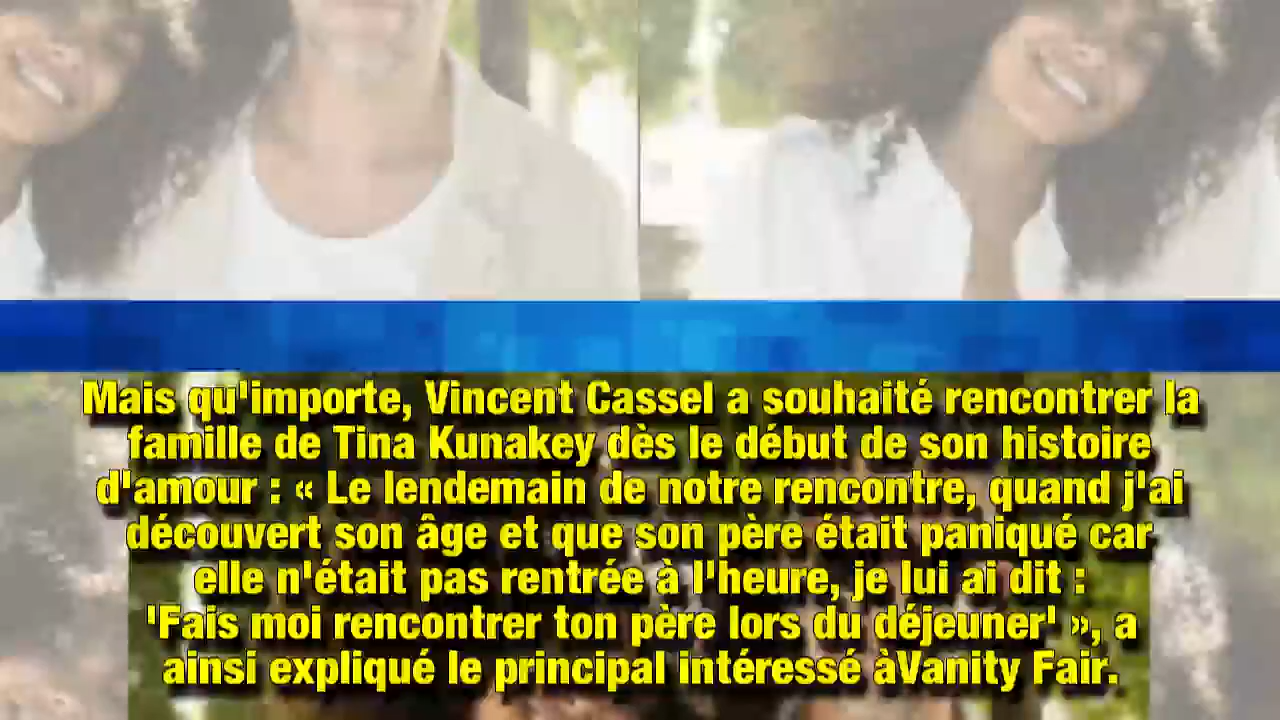 Mais qu'importe, Vincent Cassel a souhaité rencontrer la
famille de Tina Kunakey dès le début de son histoire
d'amour : « Le lendemain de notre rencontre, quand j'ai
découvert son âge et que son père était paniqué car
elle n'était pas rentrée à l'heure, je lui ai dit :
'Fais moi rencontrer ton père lors du déjeuner' », a
ainsi expliqué le principal intéressé àVanity Fair.